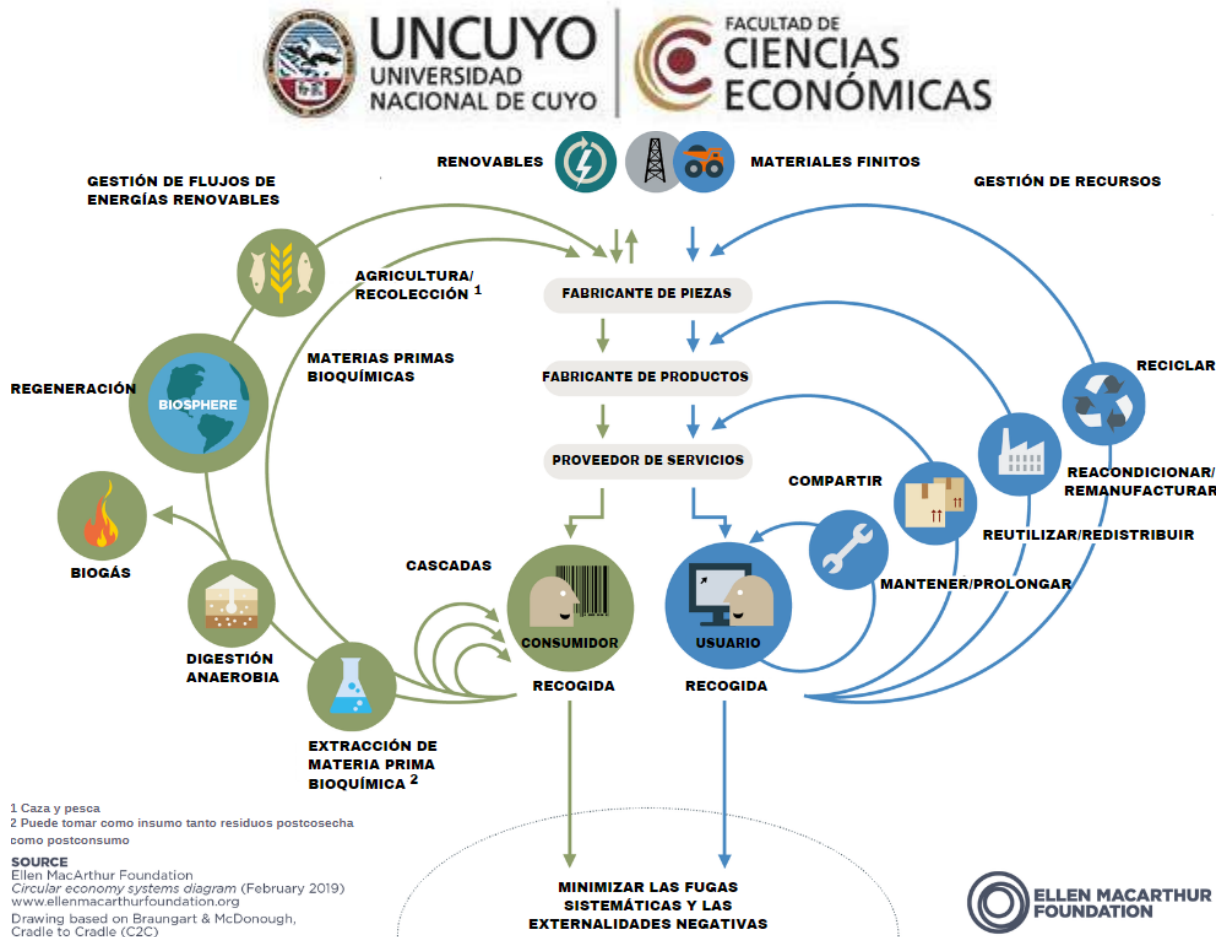 UNCUYO
UNIVERSIDAD
NACIONAL DE CUYO
FACULTAD DE
CIENCIAS
ECONÓMICAS
RENOVABLES
MATERIALES FINITOS
GESTIÓN DE FLUJOS DE
ENERGÍAS RENOVABLES
GESTIÓN DE RECURSOS
AGRICULTURA/
RECOLECCIÓN 1
FABRICANTE DE PIEZAS
MATERIAS PRIMAS
BIOQUÍMICAS
FABRICANTE DE PRODUCTOS
RECICLAR
REGENERACIÓN
BIOSPHERE
PROVEEDOR DE SERVICIOS
COMPARTIR
REACONDICIONAR/
REMANUFACTURAR
REUTILIZAR/REDISTRIBUIR
BIOGÁS
CASCADAS
MANTENER/PROLONGAR
CONSUMIDOR
USUARIO
DIGESTIÓN
ANAEROBIA
RECOGIDA
RECOGIDA
EXTRACCIÓN DE
MATERIA PRIMA
BIOQUÍMICA 2
1 Caza y pesca
2 Puede tomar como insumo tanto residuos postcosecha
como postconsumo
SOURCE
Ellen MacArthur Foundation
Circular economy systems diagram (February 2019)
www.ellenmacarthurfoundation.org
Drawing based on Braungart & McDonough,
Cradle to Cradle (C2C)
MINIMIZAR LAS FUGAS
SISTEMÁTICAS Y LAS
EXTERNALIDADES NEGATIVAS
ELLEN MACARTHUR
FOUNDATION